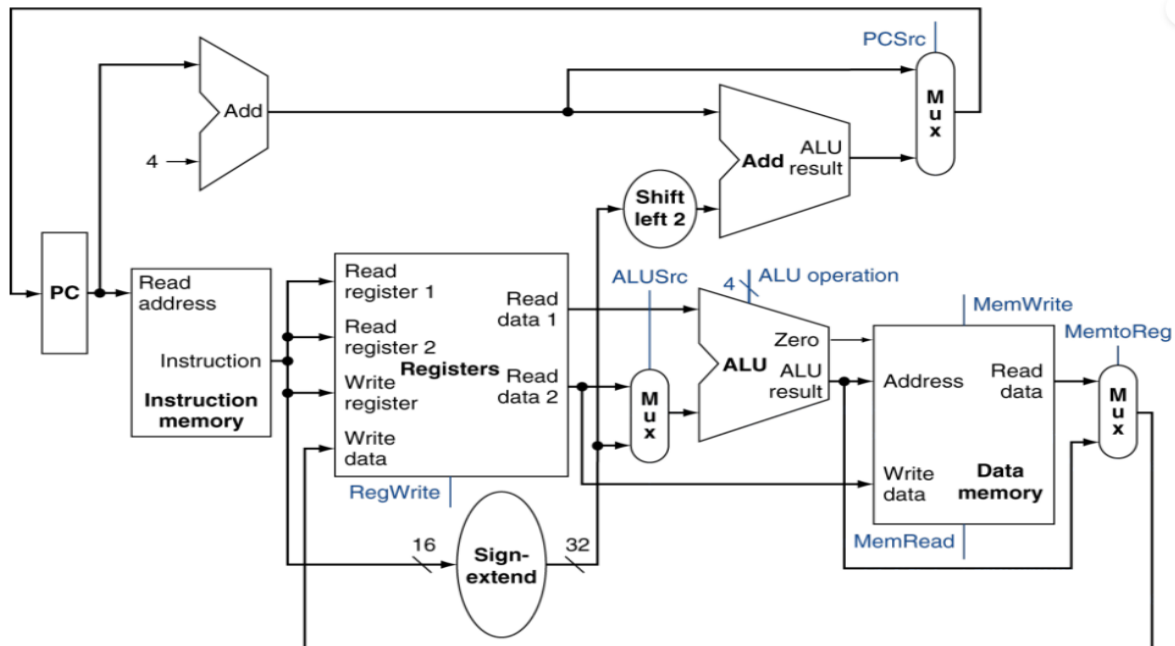 PCSrc
Add
4
M
u
x
Add
ALU
result
Shift
left 2
PC
Read
address
Instruction
Instruction
memory
Read
register 1
Read
register 2
Write
register
Write
data
Registers
Read
data 1
Read
data 2
RegWrite
16
Sign-
extend
32
ALUSrc
M
u
x
4
ALU operation
Zero
ALU
ALU
result
MemWrite
Address
Read
data
Write
data
Data
memory
MemRead
MemtoReg
M
u
x